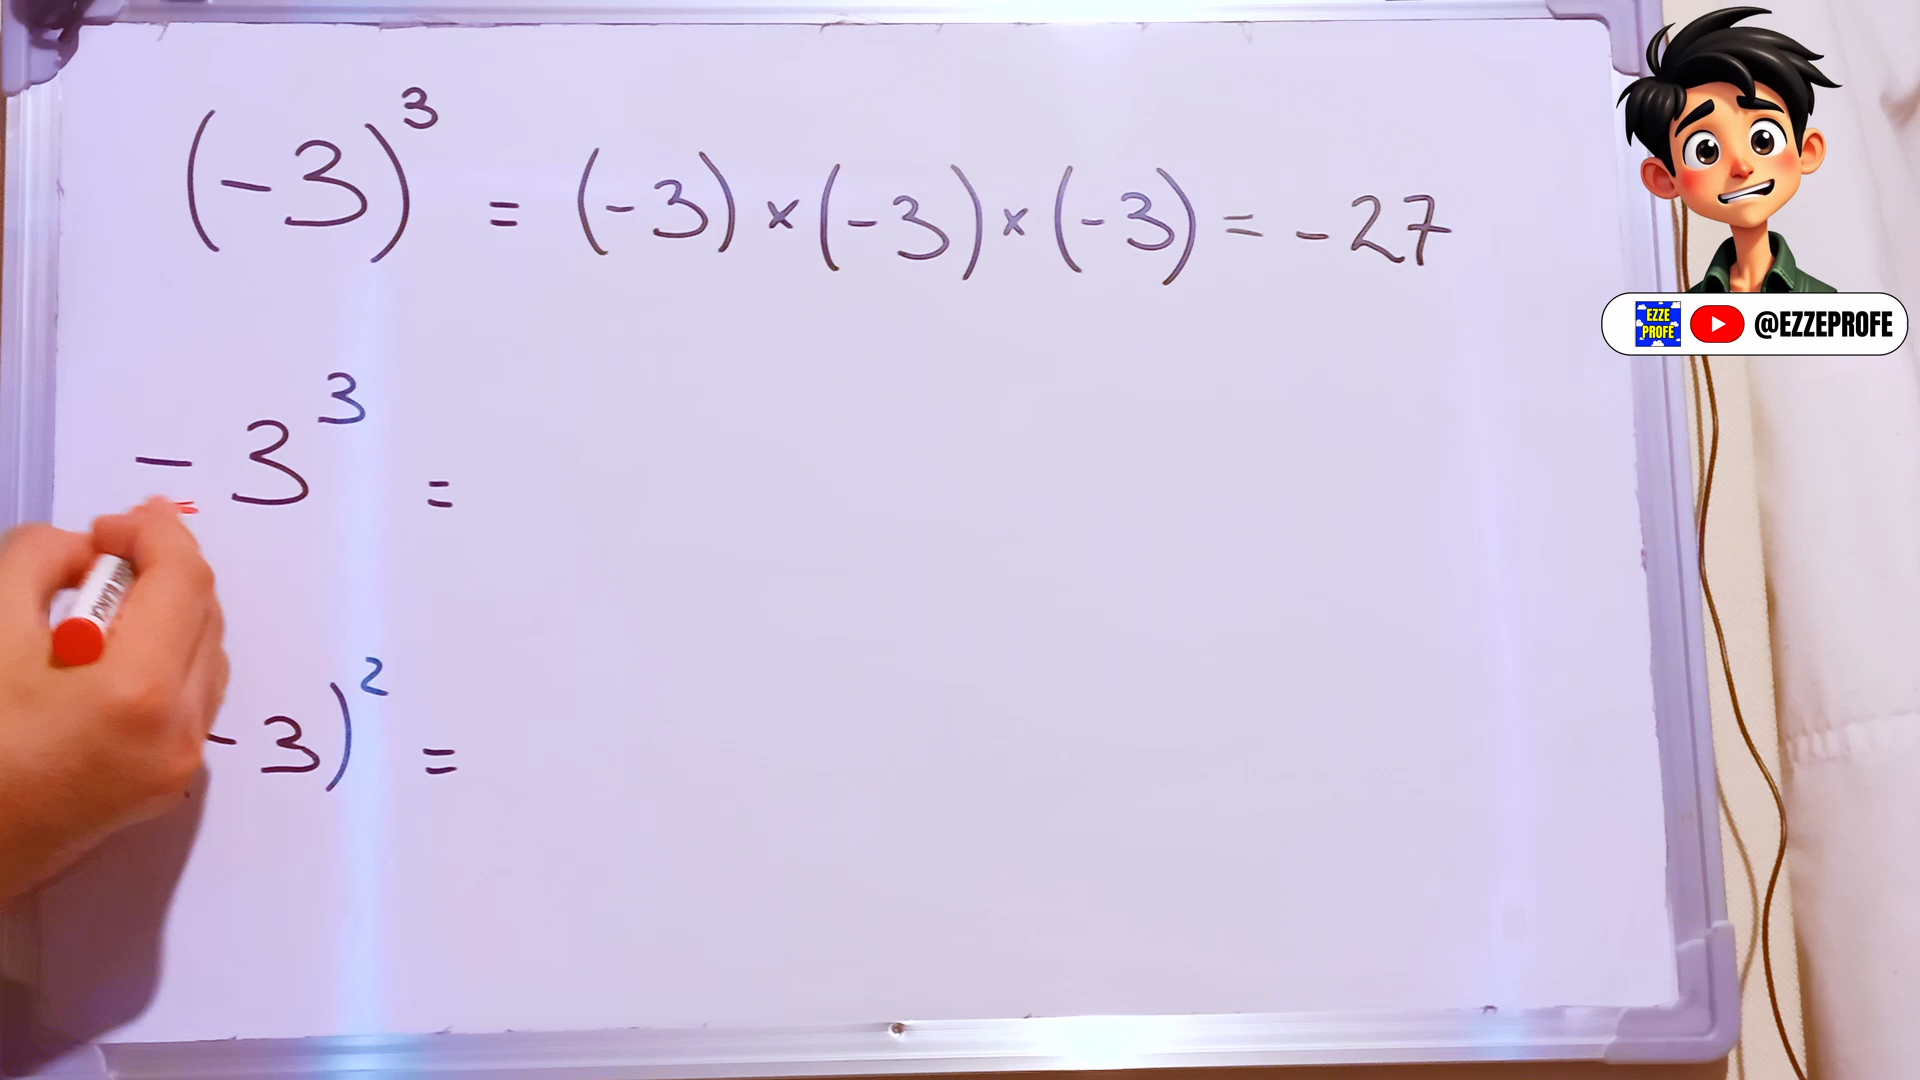 (-3)³ = (-3) × (-3) × (-3) = -27
-3³ =
-3)² =
EZZE PROFE
@EZZEPROFE